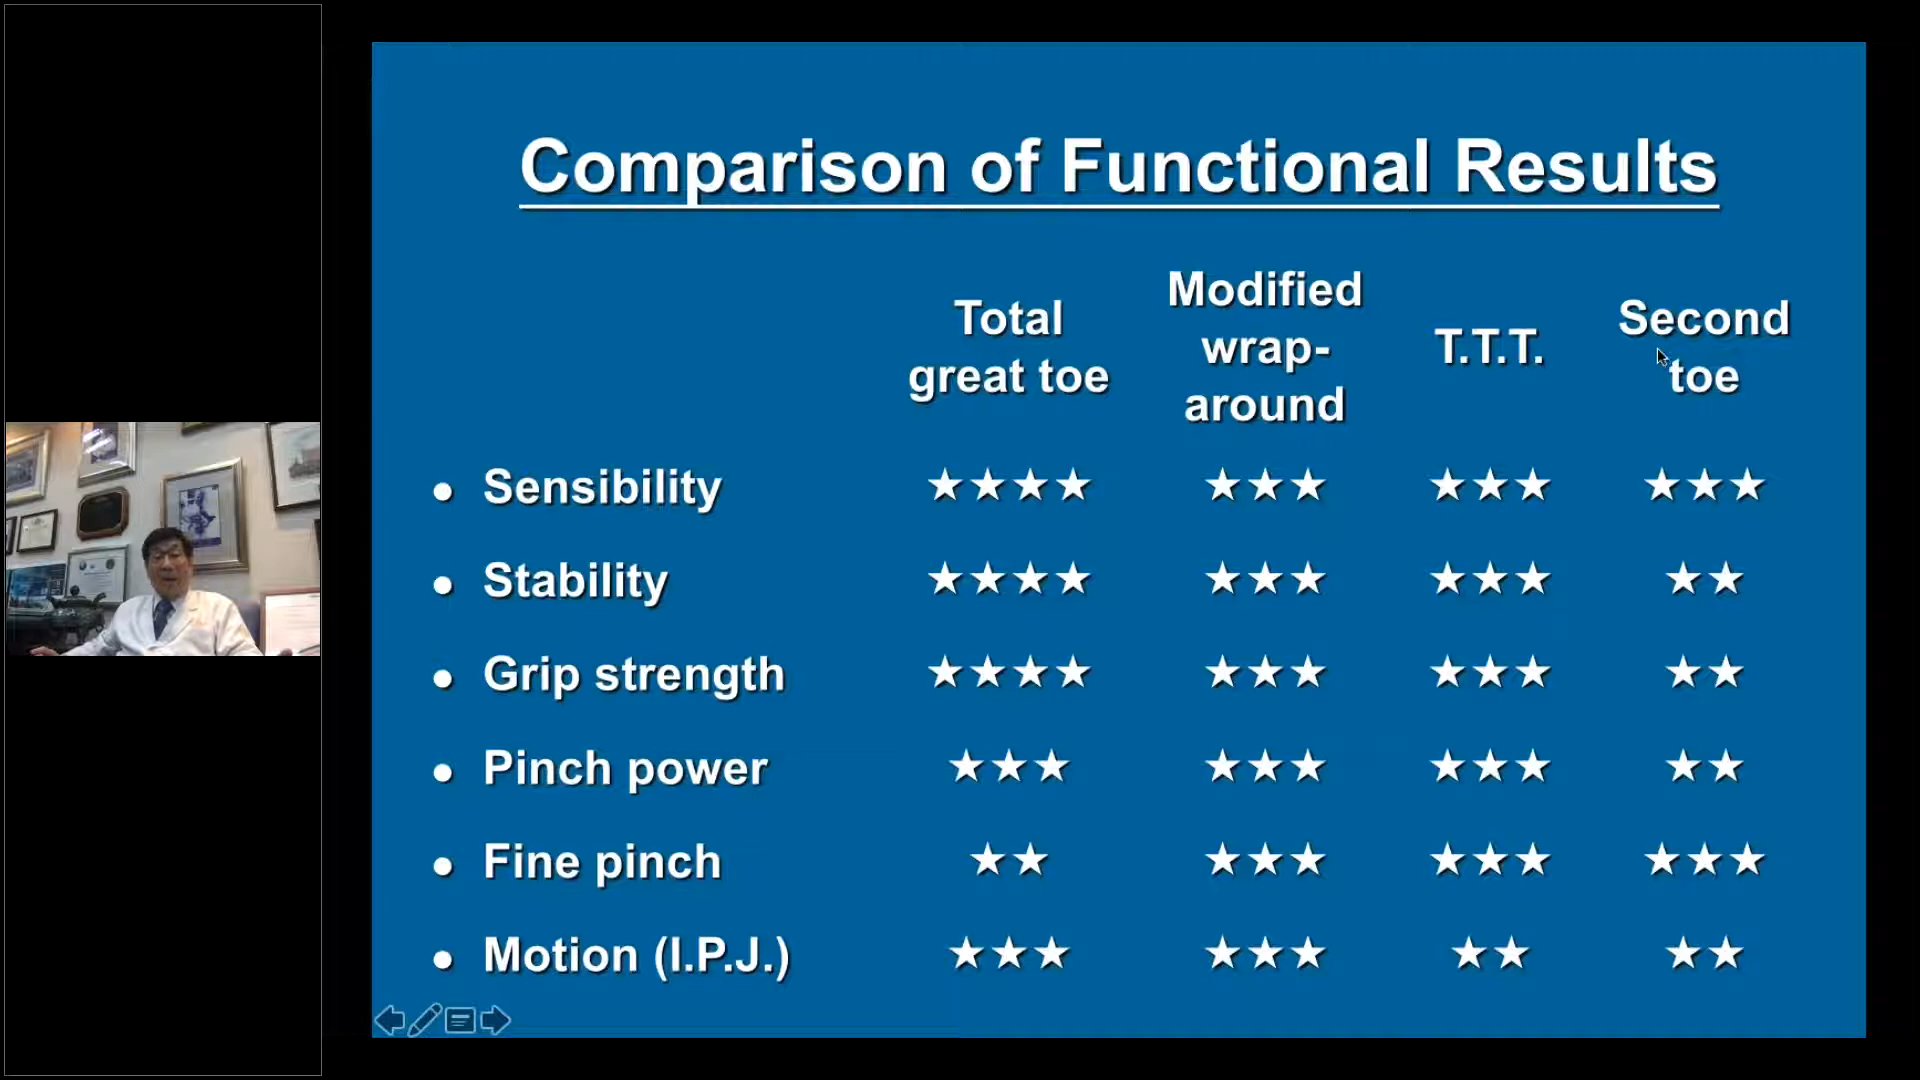 Comparison of Functional Results
Total great toe Modified wrap-around T.T.T. Second toe
• Sensibility ★★★★ ★★★ ★★★ ★★★
• Stability ★★★★ ★★★ ★★★ ★★
• Grip strength ★★★★ ★★★ ★★★ ★★
• Pinch power ★★★ ★★★ ★★★ ★★
• Fine pinch ★★ ★★★ ★★★ ★★★
• Motion (I.P.J.) ★★★ ★★★ ★★ ★★